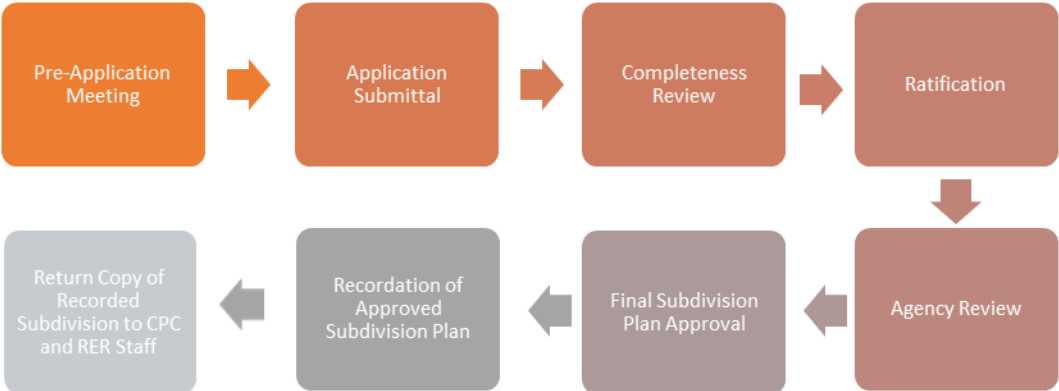 Pre-Application
Meeting
Application
Submittal
Completeness
Review
Ratification
Agency Review
Final Subdivision
Plan Approval
Recordation of
Approved
Subdivision Plan
Return Copy of
Recorded
Subdivision to CPC
and RER Staff